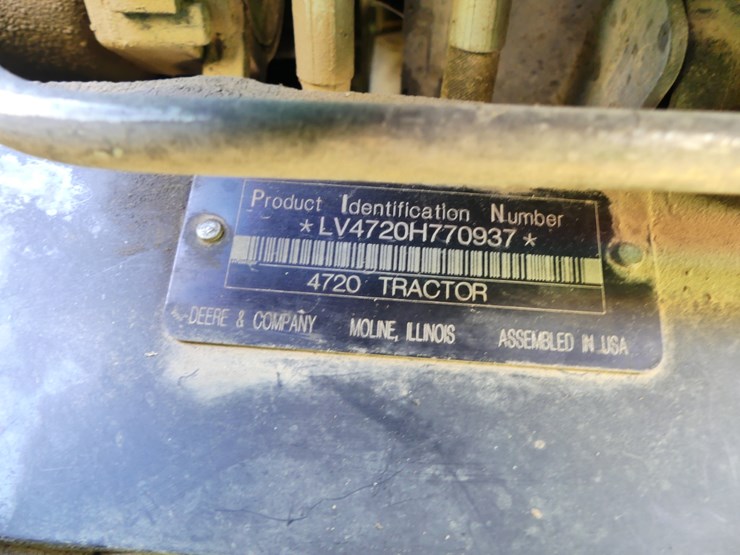 Product Identification Number
*LV4720H770937*
4720 TRACTOR
DEERE & COMPANY MOLINE, ILLINOIS ASSEMBLED IN USA